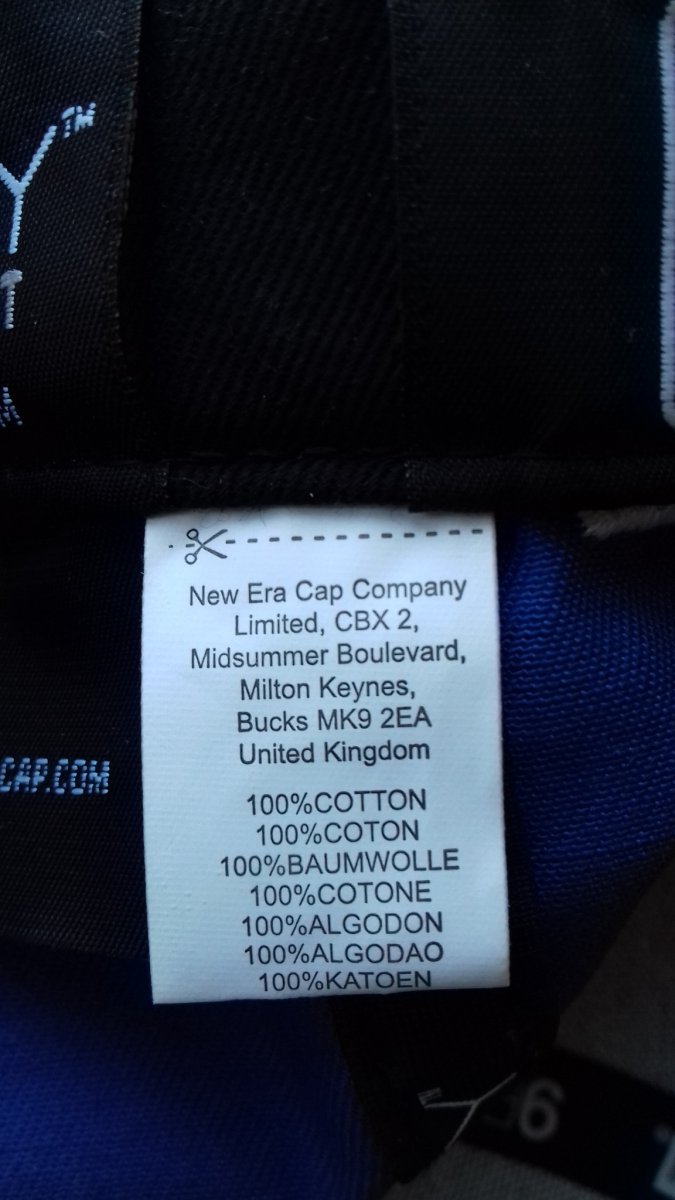 Y™
T
New Era Cap Company
Limited, CBX 2,
Midsummer Boulevard,
Milton Keynes,
Bucks MK9 2EA
United Kingdom
CAP.COM
100%COTTON
100%COTON
100%BAUMWOLLE
100%COTONE
100%ALGODON
100%ALGODAO
100%KATOEN